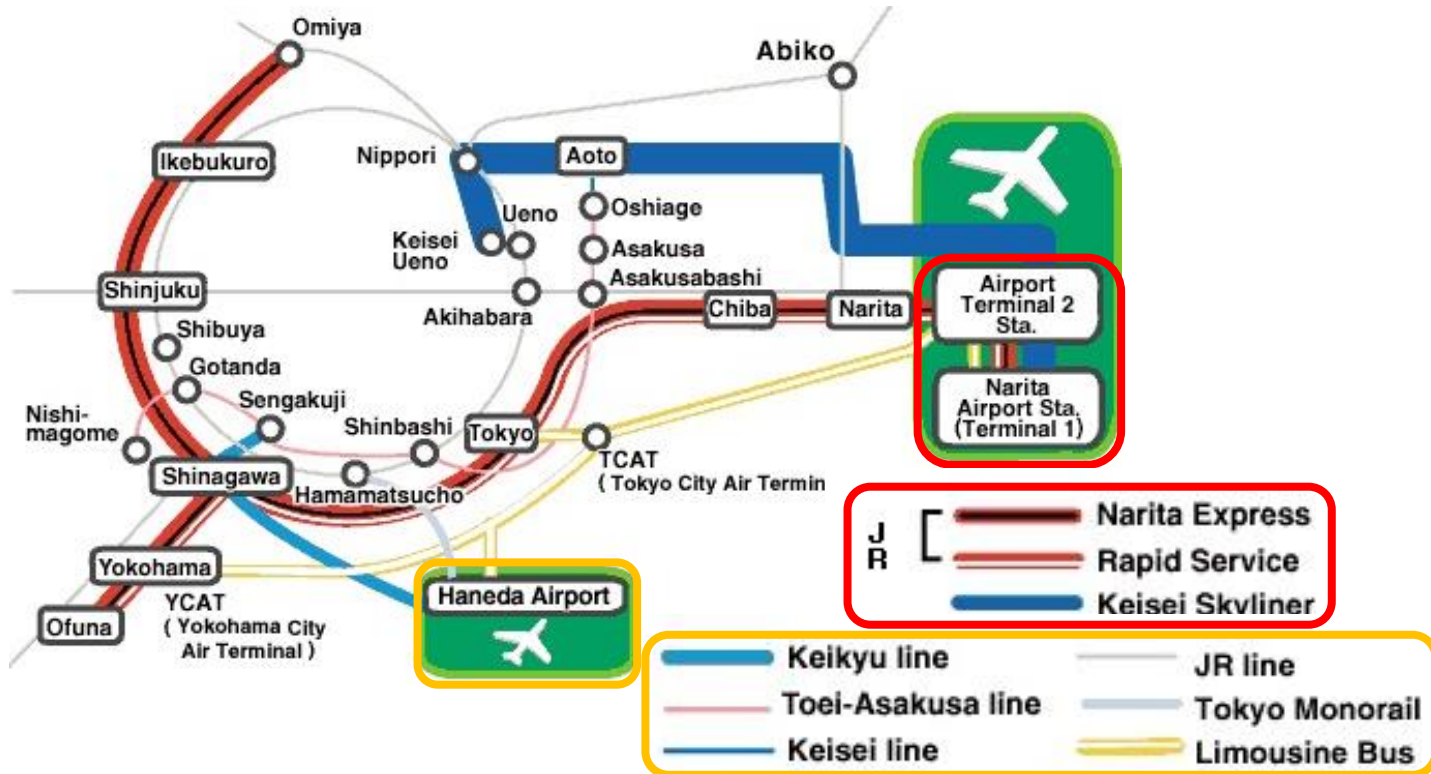 Omiya
Abiko
Ikebukuro
Nippori
Aoto
Ueno
Oshiage
Keisei
Ueno
Asakusa
Asakusabashi
Shinjuku
Akihabara
Chiba
Narita
Airport
Terminal 2
Sta.
Shibuya
Gotanda
Narita
Airport Sta.
(Terminal 1)
Nishi-
magome
Sengakuji
Shinbashi
Tokyo
TCAT
( Tokyo City Air Termin
Shinagawa
Hamamatsucho
Yokohama
YCAT
( Yokohama City
Air Terminal )
Ofuna
Haneda Airport
J
R
Narita Express
Rapid Service
Keisei Skyliner
Keikyu line
JR line
Toei-Asakusa line
Tokyo Monorail
Keisei line
Limousine Bus